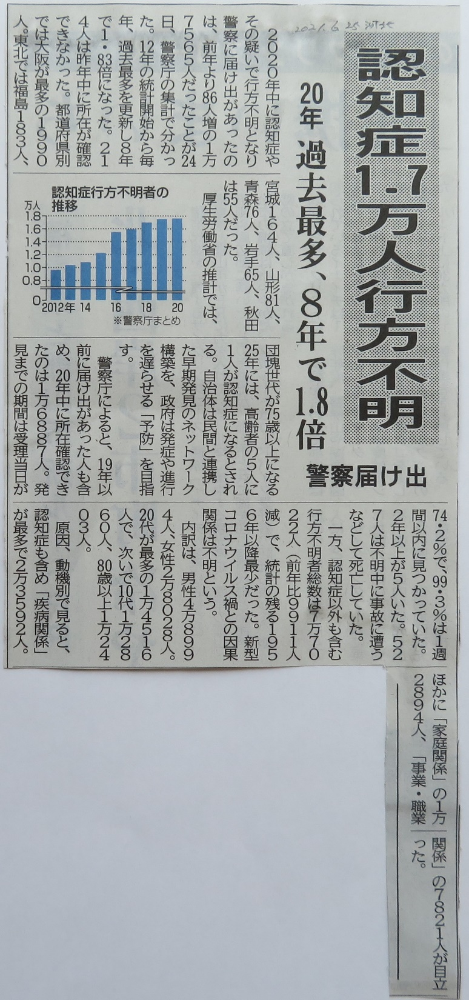 2021.6.25 河北
認知症1.7万人行方不明
20年 過去最多、8年で1.8倍
警察届け出
2020年中に認知症や
その疑いで行方不明となり
警察に届け出があったの
は、前年より86人増の1万
7565人だったことが24
日、警察庁の集計で分かっ
た。12年の統計開始から毎
年、過去最多を更新し8年
で1・83倍になった。21
4人は昨年中に所在が確認
できなかった。都道府県別
では大阪が最多の1990
人。東北では福島183人、
宮城164人、山形81人、
青森76人、岩手65人、秋田
は55人だった。
厚生労働省の推計では、
認知症行方不明者の
推移
万人
1.8
1.6
1.4
1.2
1.0
0.8
0
2012年 14 16 18 20
※警察庁まとめ
団塊世代が75歳以上になる
25年には、高齢者の5人に
1人が認知症になるとされ
る。自治体は民間と連携し
た早期発見のネットワーク
構築を、政府は発症や進行
を遅らせる「予防」を目指
す。
警察庁によると、19年以
前に届け出があった人も含
め、20年中に所在確認でき
たのは1万6887人。発
見までの期間は受理当日が
74・2%で、99・3%は1週
間以内に見つかっていた。
2年以上が5人いた。52
7人は不明中に事故に遭う
などして死亡していた。
一方、認知症以外も含む
行方不明者総数は7万70
22人(前年比9911人
減)で、統計の残る195
6年以降最少だった。新型
コロナウイルス禍との因果
関係は不明という。
内訳は、男性4万899
4人、女性2万8028人。
20代が最多の1万4516
人で、次いで10代1万28
60人、80歳以上1万24
03人。
原因、動機別で見ると、
認知症も含め「疾病関係」
が最多で2万3592人。
ほかに「家庭関係」の1万
2894人、「事業・職業
関係」の7821人が目立
った。